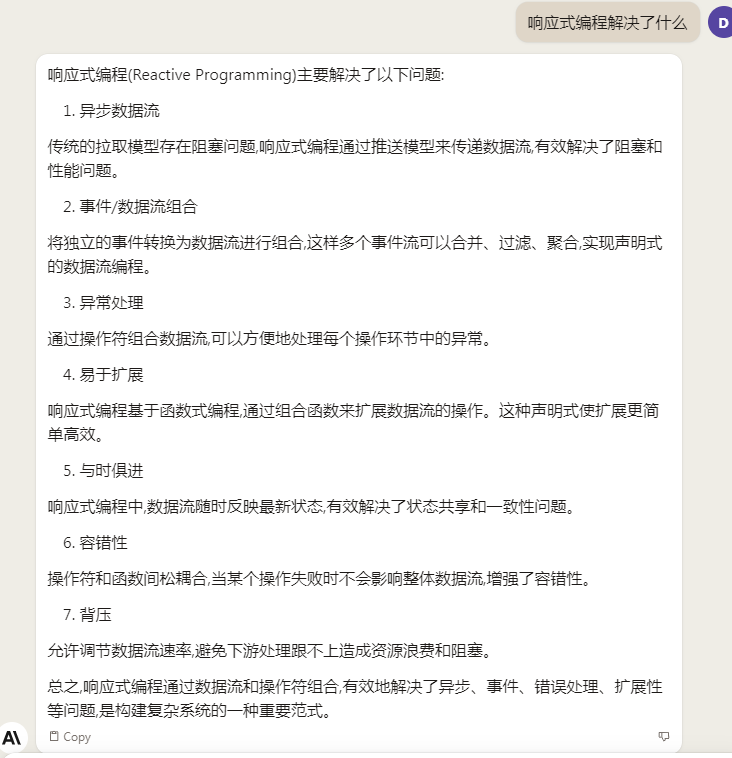 响应式编程解决了什么
D
响应式编程(Reactive Programming)主要解决了以下问题:
1. 异步数据流
传统的拉取模型存在阻塞问题,响应式编程通过推送模型来传递数据流,有效解决了阻塞和
性能问题。
2. 事件/数据流组合
将独立的事件转换为数据流进行组合,这样多个事件流可以合并、过滤、聚合,实现声明式
的数据流编程。
3. 异常处理
通过操作符组合数据流,可以方便地处理每个操作环节中的异常。
4. 易于扩展
响应式编程基于函数式编程,通过组合函数来扩展数据流的操作。这种声明式使扩展更简
单高效。
5. 与时俱进
响应式编程中,数据流随时反映最新状态,有效解决了状态共享和一致性问题。
6. 容错性
操作符和函数间松耦合,当某个操作失败时不会影响整体数据流,增强了容错性。
7. 背压
允许调节数据流速率,避免下游处理跟不上造成资源浪费和阻塞。
总之,响应式编程通过数据流和操作符组合,有效地解决了异步、事件、错误处理、扩展性
等问题,是构建复杂系统的一种重要范式。
A\
Copy